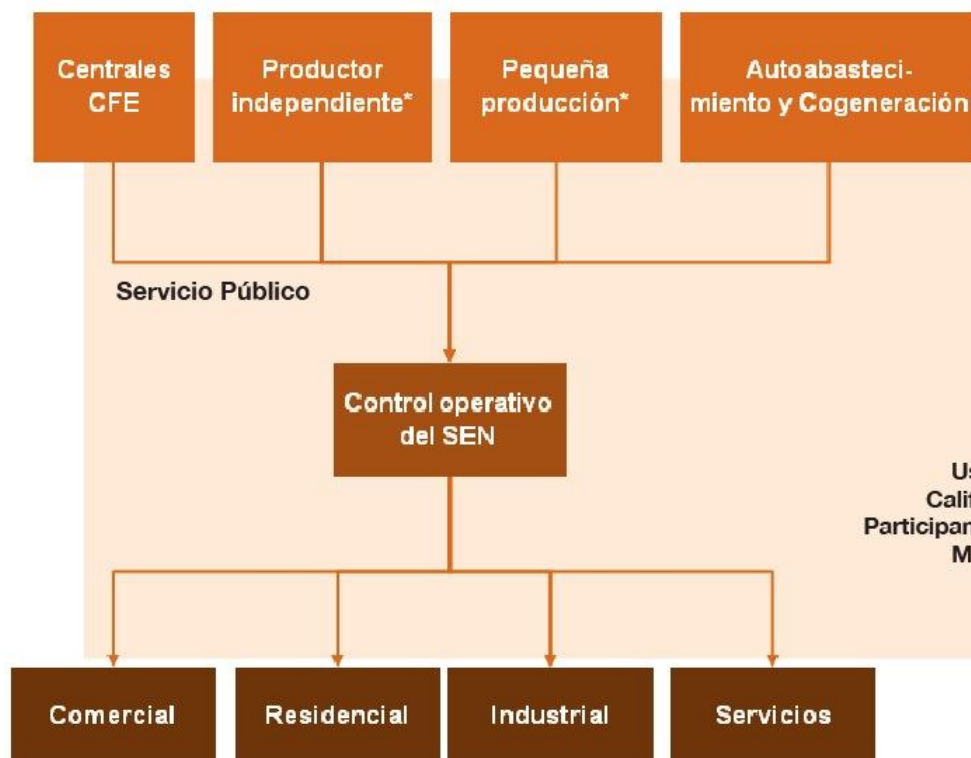 Centrales
CFE
Productor
independiente*
Pequeña
producción*
Autoabasteci-
miento y Cogeneración
Servicio Público
Control operativo
del SEN
Comercial
Residencial
Industrial
Servicios